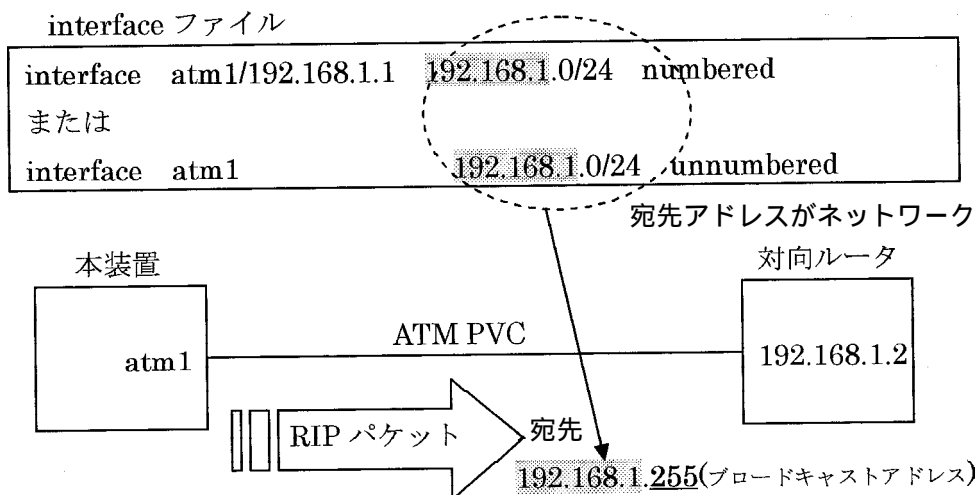 interface ファイル
interface atm1/192.168.1.1 192.168.1.0/24 numbered
または
interface atm1 192.168.1.0/24 unnumbered
宛先アドレスがネットワーク
本装置
対向ルータ
atm1
ATM PVC
192.168.1.2
RIP パケット
宛先
192.168.1.255(ブロードキャストアドレス)